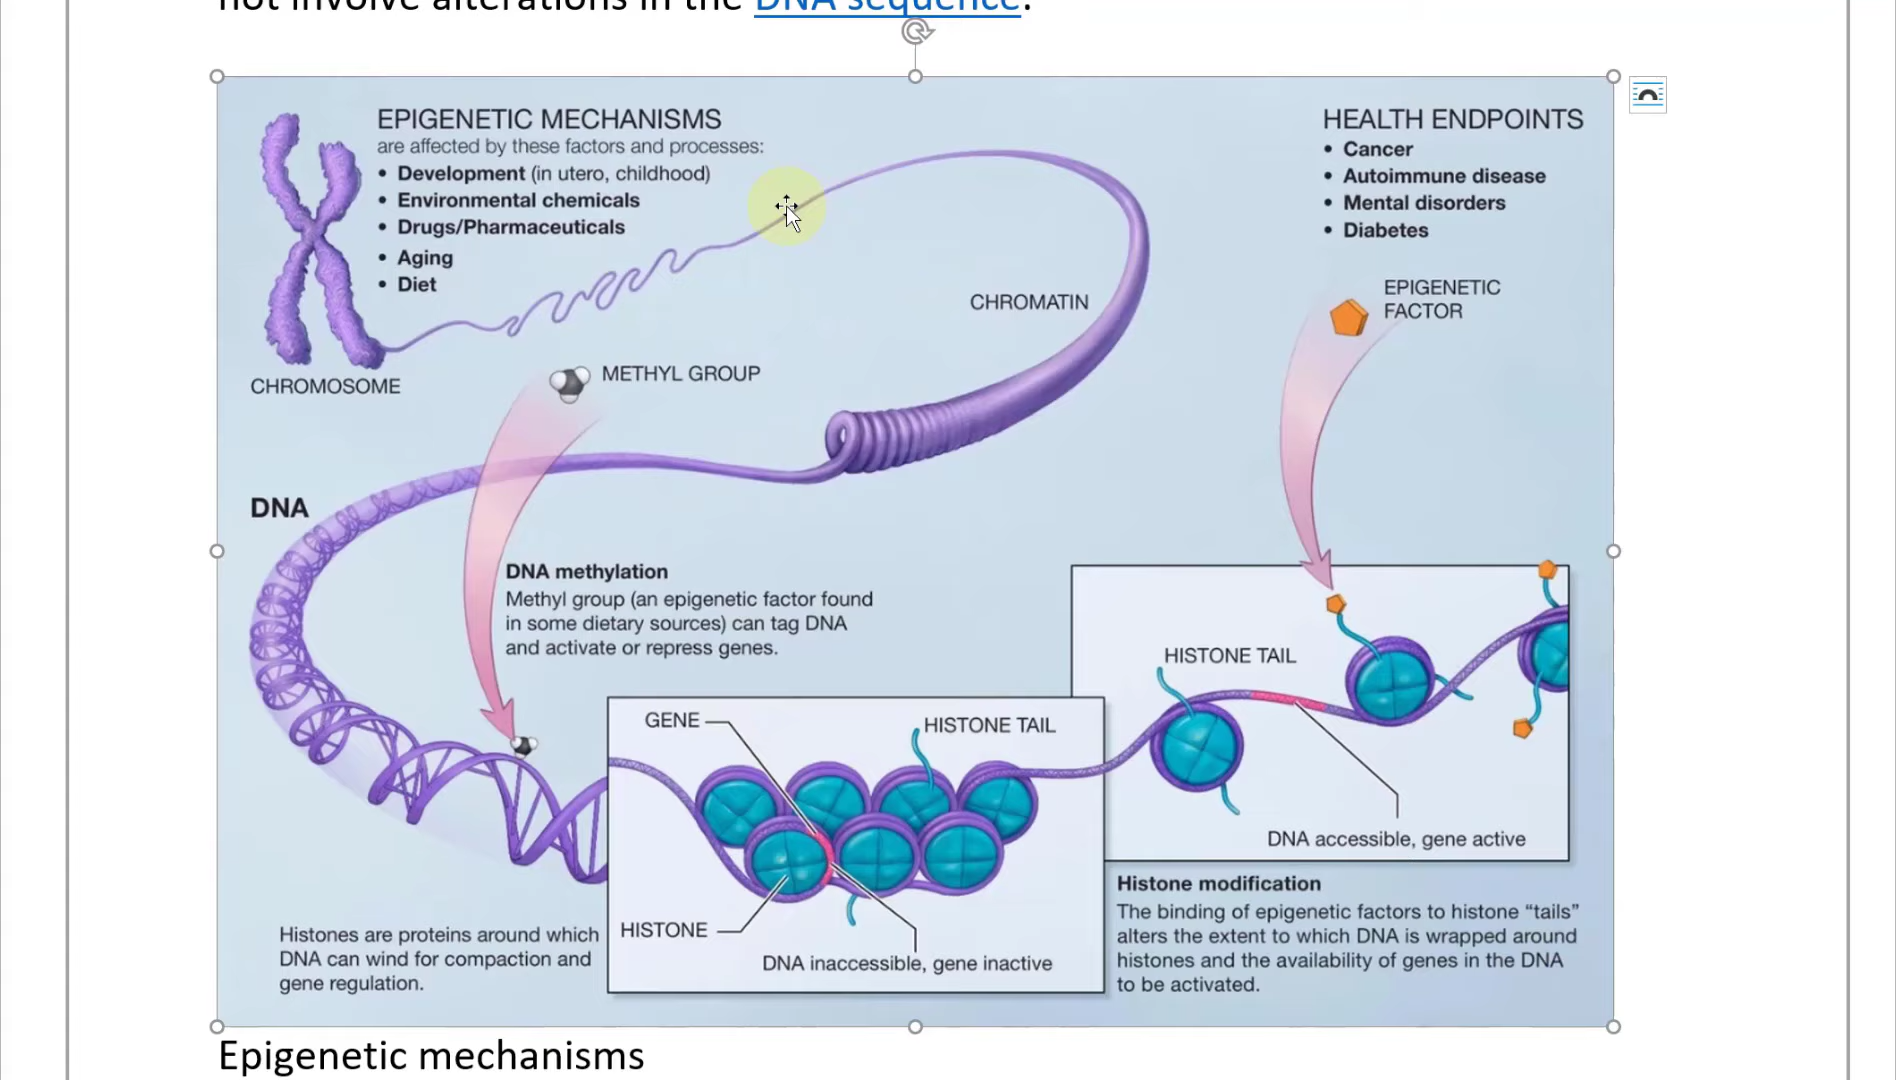 not involve alterations in the DNA sequence.
EPIGENETIC MECHANISMS
are affected by these factors and processes:
• Development (in utero, childhood)
• Environmental chemicals
• Drugs/Pharmaceuticals
• Aging
• Diet
HEALTH ENDPOINTS
• Cancer
• Autoimmune disease
• Mental disorders
• Diabetes
EPIGENETIC
FACTOR
CHROMATIN
CHROMOSOME
METHYL GROUP
DNA
DNA methylation
Methyl group (an epigenetic factor found
in some dietary sources) can tag DNA
and activate or repress genes.
HISTONE TAIL
GENE
HISTONE TAIL
DNA accessible, gene active
HISTONE
DNA inaccessible, gene inactive
Histones are proteins around which
DNA can wind for compaction and
gene regulation.
Histone modification
The binding of epigenetic factors to histone “tails”
alters the extent to which DNA is wrapped around
histones and the availability of genes in the DNA
to be activated.
Epigenetic mechanisms